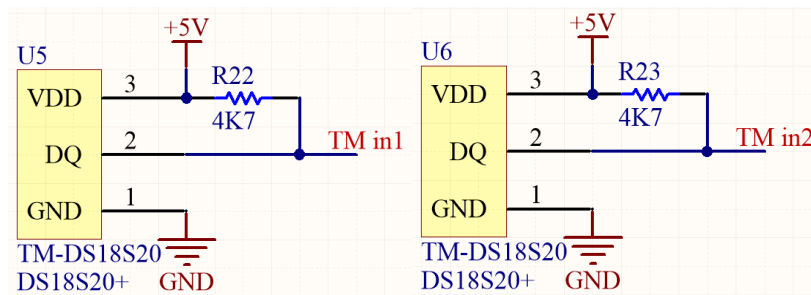 +5V
U5
R22
3
VDD
4K7
2
DQ
TM in1
1
GND
TM-DS18S20
DS18S20+
GND
+5V
U6
R23
3
VDD
4K7
2
DQ
TM in2
1
GND
TM-DS18S20
DS18S20+
GND